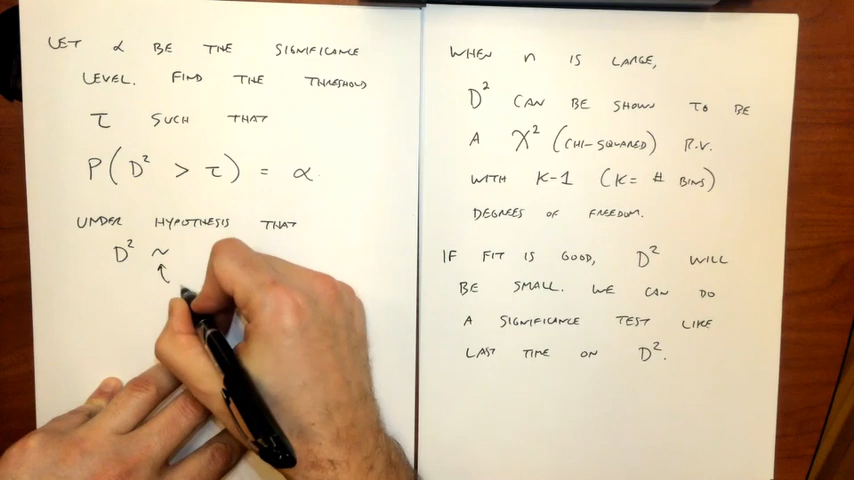 LET α BE THE SIGNIFICANCE
LEVEL. FIND THE THRESHOLD
τ SUCH THAT
P(D² > τ) = α.
UNDER HYPOTHESIS THAT
D² ~
WHEN n IS LARGE,
D² CAN BE SHOWN TO BE
A χ² (CHI-SQUARED) R.V.
WITH K-1 (K= # BINS)
DEGREES OF FREEDOM.
IF FIT IS GOOD, D² WILL
BE SMALL. WE CAN DO
A SIGNIFICANCE TEST LIKE
LAST TIME ON D².